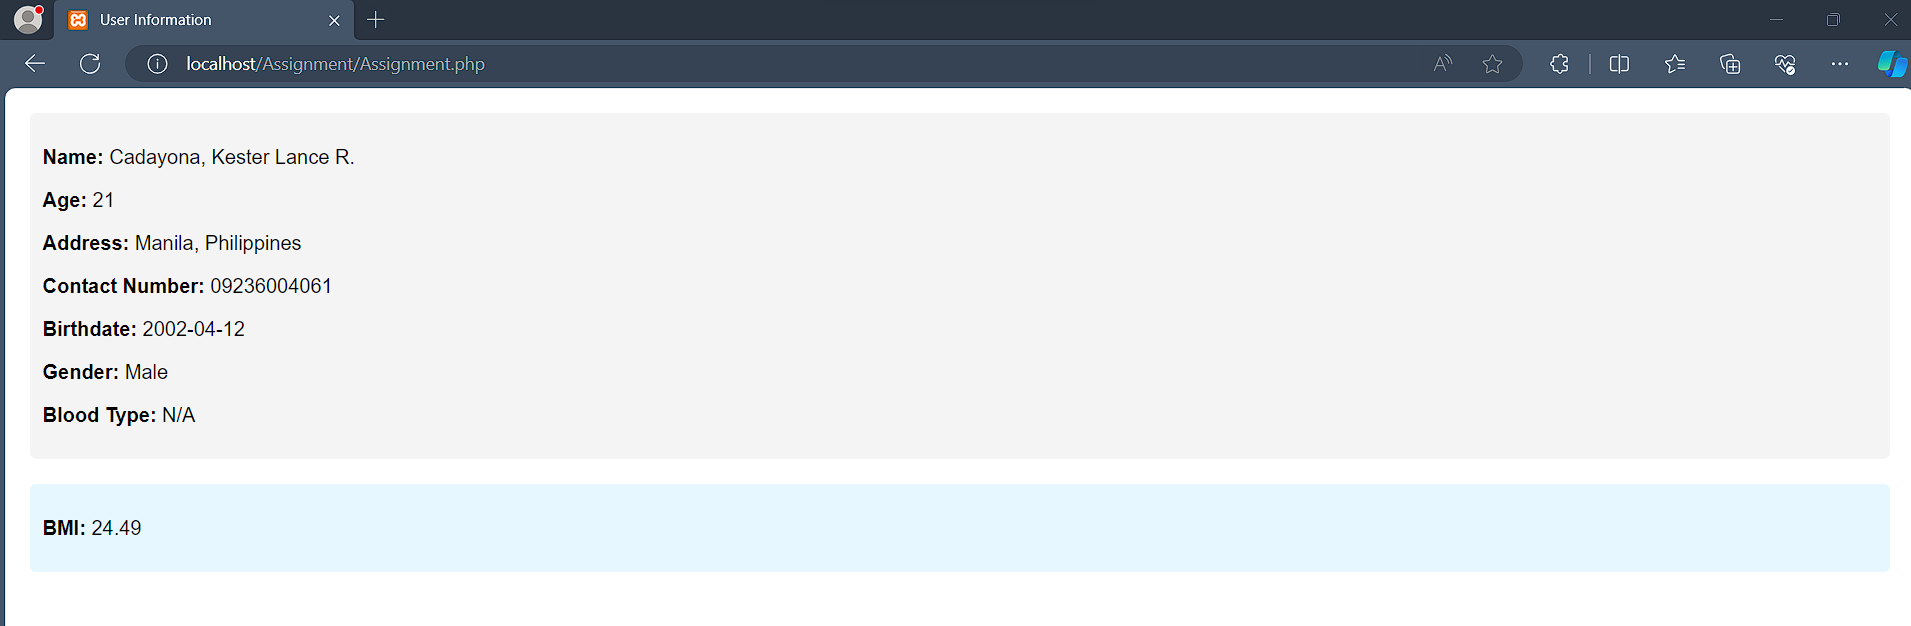 User Information
localhost/Assignment/Assignment.php
Name: Cadayona, Kester Lance R.
Age: 21
Address: Manila, Philippines
Contact Number: 09236004061
Birthdate: 2002-04-12
Gender: Male
Blood Type: N/A
BMI: 24.49